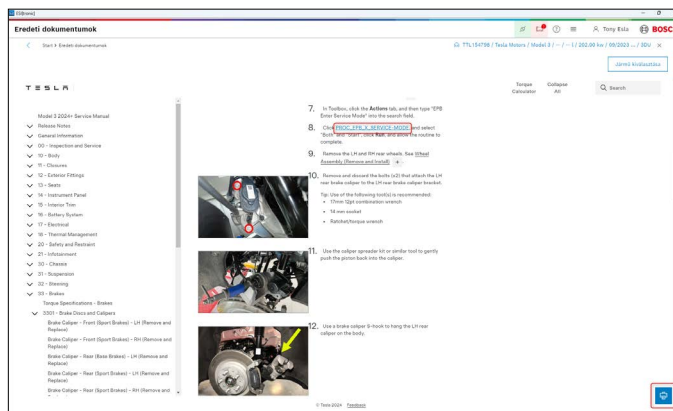 ESI[tronic]
Eredeti dokumentumok
Tony Esla
BOSC
Start > Eredeti dokumentumok
TTL154798 / Tesla Motors / Model 3 / -- / -- I / 202.00 kw / 09/2023 ... / 3DU
Jármű kiválasztása
TESLA
Torque
Calculator
Collapse
All
Search
Model 3 2024+ Service Manual
Release Notes
General Information
00 - Inspection and Service
10 - Body
11 - Closures
12 - Exterior Fittings
13 - Seats
14 - Instrument Panel
15 - Interior Trim
16 - Battery System
17 - Electrical
18 - Thermal Management
20 - Safety and Restraint
21 - Infotainment
30 - Chassis
31 - Suspension
32 - Steering
33 - Brakes
Torque Specifications - Brakes
3301 - Brake Discs and Calipers
Brake Caliper - Front (Sport Brakes) - LH (Remove and
Replace)
Brake Caliper - Front (Sport Brakes) - RH (Remove and
Replace)
Brake Caliper - Rear (Base Brakes) - LH (Remove and
Replace)
Brake Caliper - Rear (Sport Brakes) - LH (Remove and
Replace)
Brake Caliper - Rear (Sport Brakes) - RH (Remove and
7. In Toolbox, click the Actions tab, and then type "EPB
Enter Service Mode" into the search field.
8. Click PROC_EPB_X_SERVICE-MODE, and select
"Both" and "Start", click Run, and allow the routine to
complete.
9. Remove the LH and RH rear wheels. See Wheel
Assembly (Remove and Install) + .
10. Remove and discard the bolts (x2) that attach the LH
rear brake caliper to the LH rear brake caliper bracket.
Tip: Use of the following tool(s) is recommended:
• 17mm 12pt combination wrench
• 14 mm socket
• Ratchet/torque wrench
11. Use the caliper spreader kit or similar tool to gently
push the piston back into the caliper.
12. Use a brake caliper S-hook to hang the LH rear
caliper on the body.
© Tesla 2024 Feedback